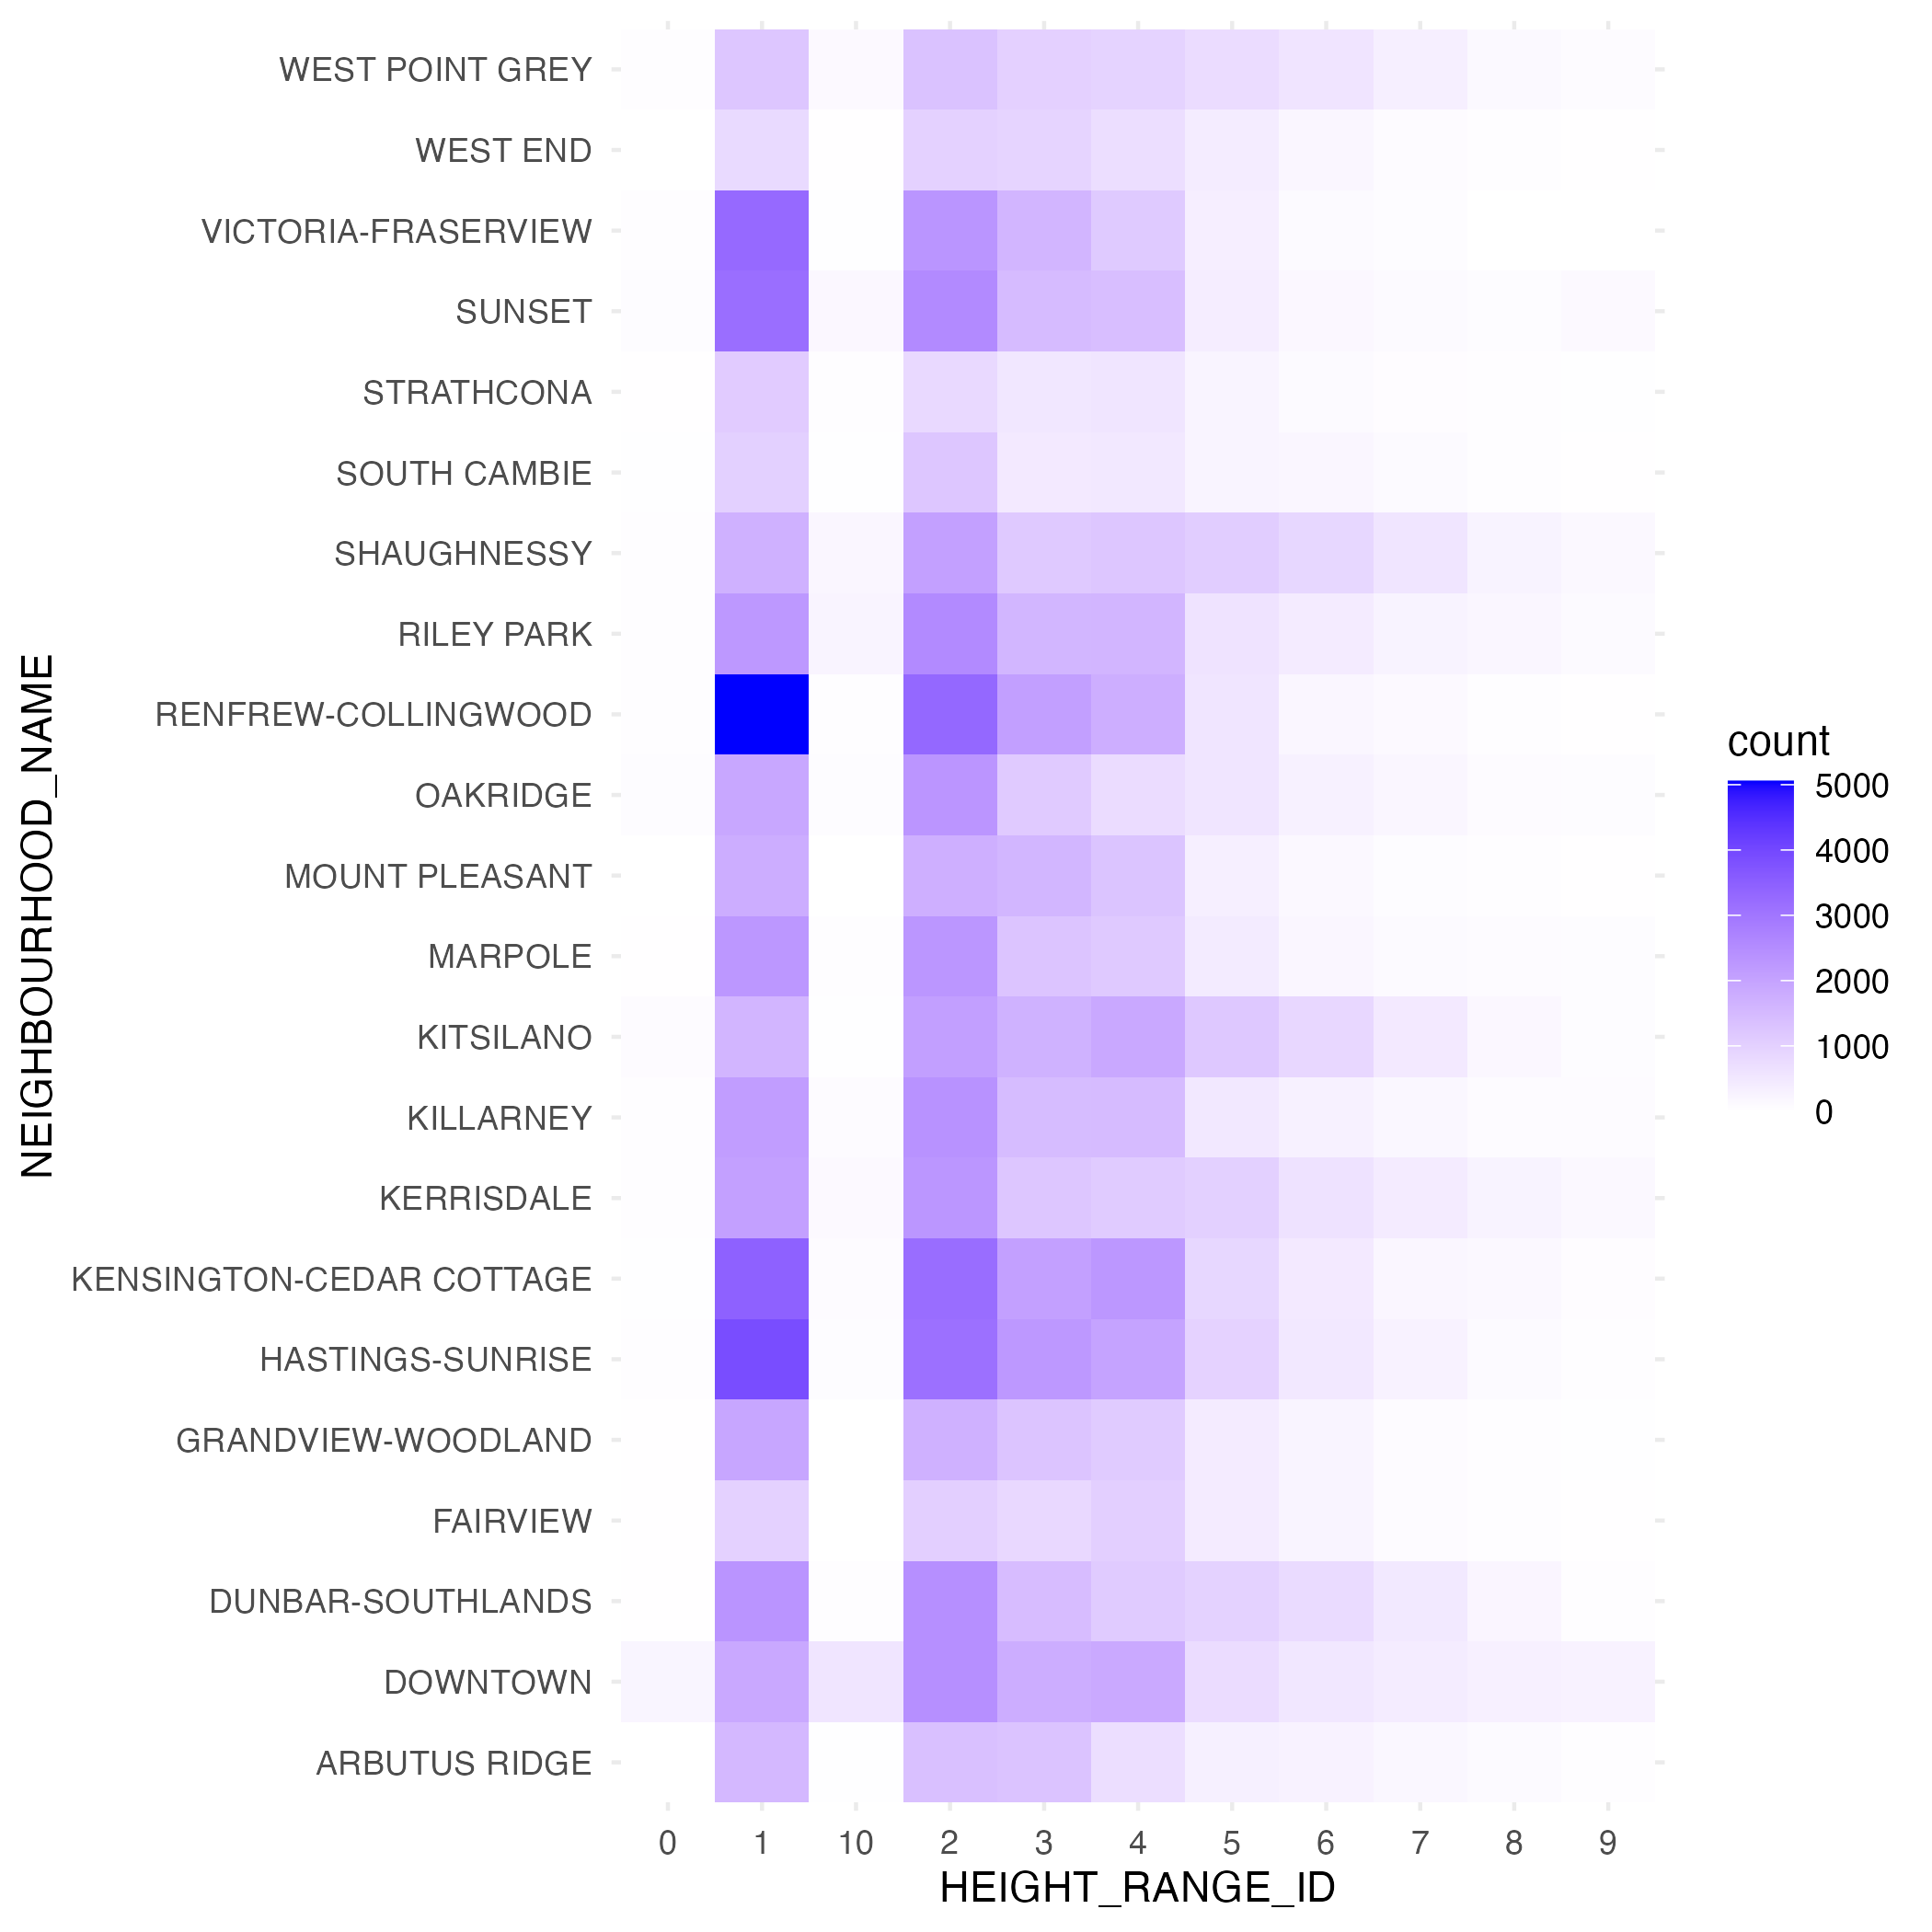 WEST POINT GREY
WEST END
VICTORIA-FRASERVIEW
SUNSET
STRATHCONA
SOUTH CAMBIE
SHAUGHNESSY
RILEY PARK
RENFREW-COLLINGWOOD
OAKRIDGE
MOUNT PLEASANT
MARPOLE
KITSILANO
KILLARNEY
KERRISDALE
KENSINGTON-CEDAR COTTAGE
HASTINGS-SUNRISE
GRANDVIEW-WOODLAND
FAIRVIEW
DUNBAR-SOUTHLANDS
DOWNTOWN
ARBUTUS RIDGE
NEIGHBOURHOOD_NAME
0 1 10 2 3 4 5 6 7 8 9
HEIGHT_RANGE_ID
count
5000
4000
3000
2000
1000
0